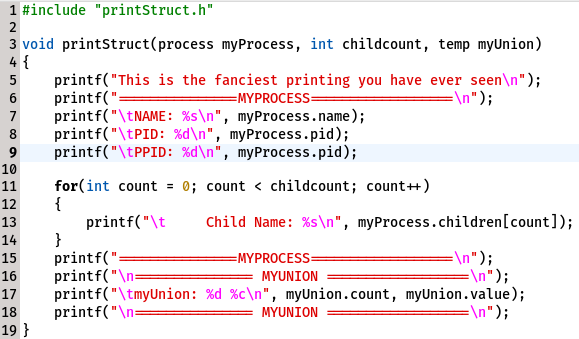 1 #include "printStruct.h"
2
3 void printStruct(process myProcess, int childcount, temp myUnion)
4 {
5     printf("This is the fanciest printing you have ever seen\n");
6     printf("===============MYPROCESS==================\n");
7     printf("\tNAME: %s\n", myProcess.name);
8     printf("\tPID: %d\n", myProcess.pid);
9     printf("\tPPID: %d\n", myProcess.pid);
10
11     for(int count = 0; count < childcount; count++)
12     {
13         printf("\t     Child Name: %s\n", myProcess.children[count]);
14     }
15     printf("===============MYPROCESS==================\n");
16     printf("\n=============== MYUNION ==================\n");
17     printf("\tmyUnion: %d %c\n", myUnion.count, myUnion.value);
18     printf("\n=============== MYUNION ==================\n");
19 }